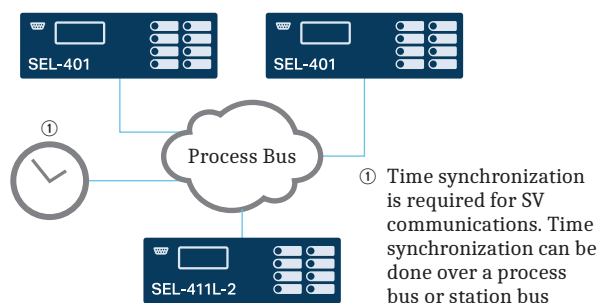 SEL-401
SEL-401
①
Process Bus
① Time synchronization
is required for SV
communications. Time
synchronization can be
done over a process
bus or station bus
SEL-411L-2